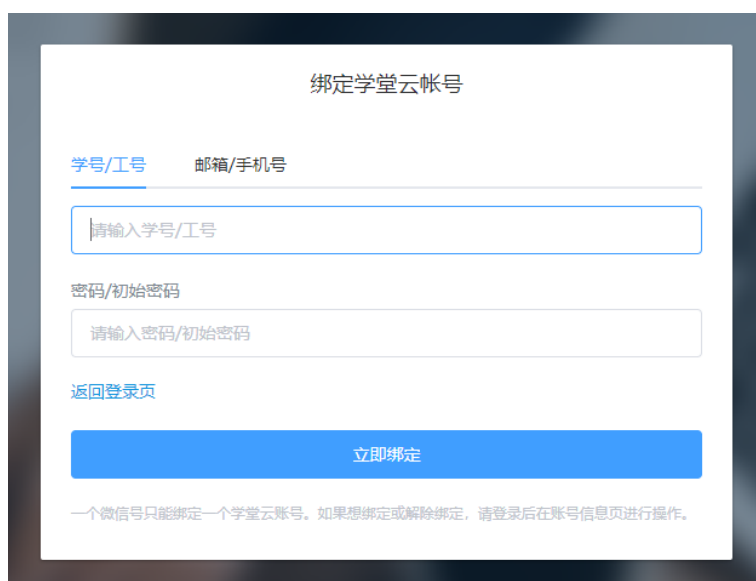 绑定学堂云帐号
学号/工号 邮箱/手机号
请输入学号/工号
密码/初始密码
请输入密码/初始密码
返回登录页
立即绑定
一个微信号只能绑定一个学堂云账号。如果想绑定或解除绑定，请登录后在账号信息页进行操作。